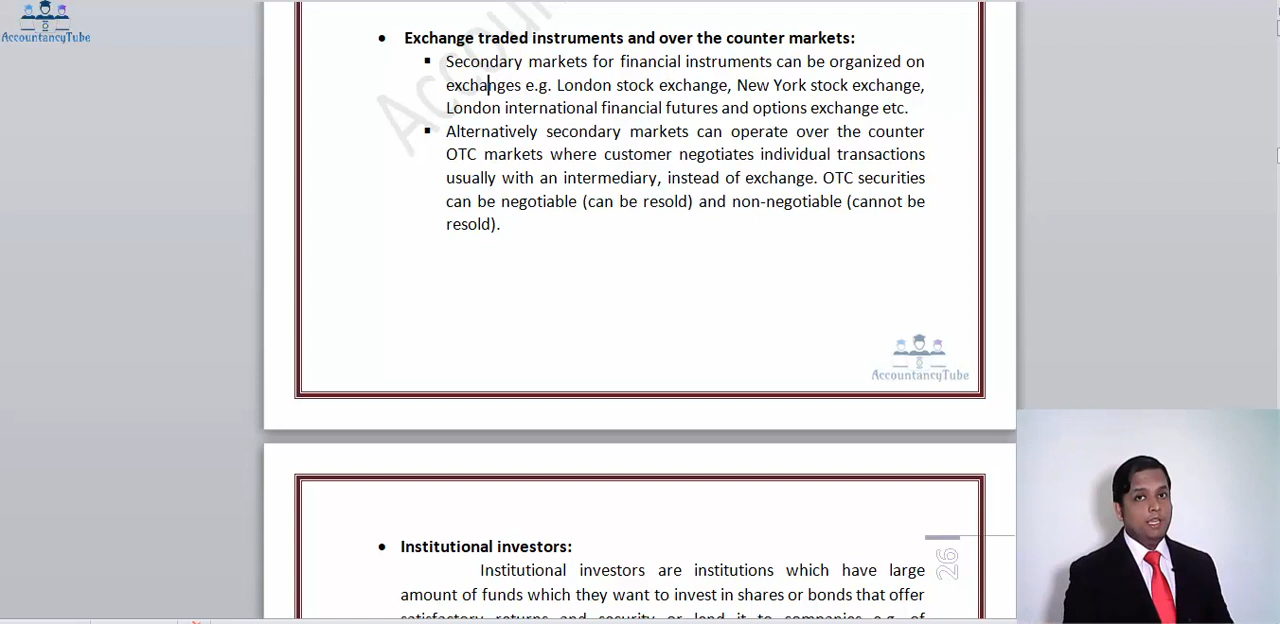 AccountancyTube
• Exchange traded instruments and over the counter markets:
▪ Secondary markets for financial instruments can be organized on
exchanges e.g. London stock exchange, New York stock exchange,
London international financial futures and options exchange etc.
▪ Alternatively secondary markets can operate over the counter
OTC markets where customer negotiates individual transactions
usually with an intermediary, instead of exchange. OTC securities
can be negotiable (can be resold) and non-negotiable (cannot be
resold).
AccountancyTube
• Institutional investors:
26
Institutional investors are institutions which have large
amount of funds which they want to invest in shares or bonds that offer
satisfactory returns and security or lend it to companies e.g. of